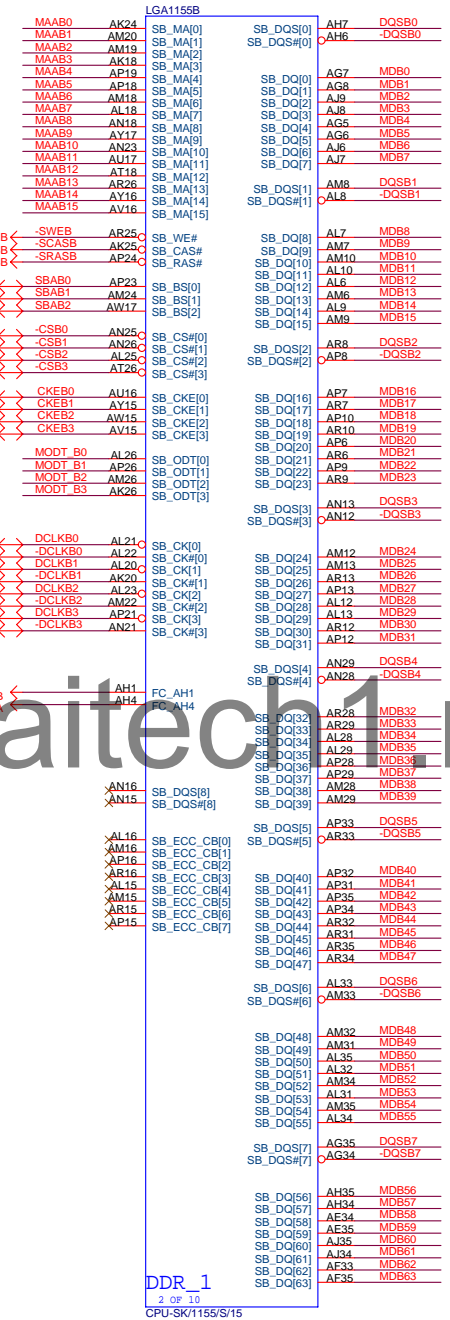 LGA1155B
MAAB0 AK24 SB_MA[0]
MAAB1 AM20 SB_MA[1]
MAAB2 AM19 SB_MA[2]
MAAB3 AK18 SB_MA[3]
MAAB4 AP19 SB_MA[4]
MAAB5 AP18 SB_MA[5]
MAAB6 AM18 SB_MA[6]
MAAB7 AL18 SB_MA[7]
MAAB8 AN18 SB_MA[8]
MAAB9 AY17 SB_MA[9]
MAAB10 AN23 SB_MA[10]
MAAB11 AU17 SB_MA[11]
MAAB12 AT18 SB_MA[12]
MAAB13 AR26 SB_MA[13]
MAAB14 AY16 SB_MA[14]
MAAB15 AV16 SB_MA[15]
-SWEB AR25 SB_WE#
-SCASB AK25 SB_CAS#
-SRASB AP24 SB_RAS#
SBAB0 AP23 SB_BS[0]
SBAB1 AM24 SB_BS[1]
SBAB2 AW17 SB_BS[2]
-CSB0 AN25 SB_CS#[0]
-CSB1 AN26 SB_CS#[1]
-CSB2 AL25 SB_CS#[2]
-CSB3 AT26 SB_CS#[3]
CKEB0 AU16 SB_CKE[0]
CKEB1 AY15 SB_CKE[1]
CKEB2 AW15 SB_CKE[2]
CKEB3 AV15 SB_CKE[3]
MODT_B0 AL26 SB_ODT[0]
MODT_B1 AP26 SB_ODT[1]
MODT_B2 AM26 SB_ODT[2]
MODT_B3 AK26 SB_ODT[3]
DCLKB0 AL21 SB_CK[0]
-DCLKB0 AL22 SB_CK#[0]
DCLKB1 AL20 SB_CK[1]
-DCLKB1 AK20 SB_CK#[1]
DCLKB2 AL23 SB_CK[2]
-DCLKB2 AM22 SB_CK#[2]
DCLKB3 AP21 SB_CK[3]
-DCLKB3 AN21 SB_CK#[3]
AH1 FC_AH1
AH4 FC_AH4
AN16 SB_DQS[8]
AN15 SB_DQS#[8]
AL16 SB_ECC_CB[0]
AM16 SB_ECC_CB[1]
AP16 SB_ECC_CB[2]
AR16 SB_ECC_CB[3]
AL15 SB_ECC_CB[4]
AM15 SB_ECC_CB[5]
AR15 SB_ECC_CB[6]
AP15 SB_ECC_CB[7]
SB_DQS[0] AH7 DQSB0
SB_DQS#[0] AH6 -DQSB0
SB_DQ[0] AG7 MDB0
SB_DQ[1] AG8 MDB1
SB_DQ[2] AJ9 MDB2
SB_DQ[3] AJ8 MDB3
SB_DQ[4] AG5 MDB4
SB_DQ[5] AG6 MDB5
SB_DQ[6] AJ6 MDB6
SB_DQ[7] AJ7 MDB7
SB_DQS[1] AM8 DQSB1
SB_DQS#[1] AL8 -DQSB1
SB_DQ[8] AL7 MDB8
SB_DQ[9] AM7 MDB9
SB_DQ[10] AM10 MDB10
SB_DQ[11] AL10 MDB11
SB_DQ[12] AL6 MDB12
SB_DQ[13] AM6 MDB13
SB_DQ[14] AL9 MDB14
SB_DQ[15] AM9 MDB15
SB_DQS[2] AR8 DQSB2
SB_DQS#[2] AP8 -DQSB2
SB_DQ[16] AP7 MDB16
SB_DQ[17] AR7 MDB17
SB_DQ[18] AP10 MDB18
SB_DQ[19] AR10 MDB19
SB_DQ[20] AP6 MDB20
SB_DQ[21] AR6 MDB21
SB_DQ[22] AP9 MDB22
SB_DQ[23] AR9 MDB23
SB_DQS[3] AN13 DQSB3
SB_DQS#[3] AN12 -DQSB3
SB_DQ[24] AM12 MDB24
SB_DQ[25] AM13 MDB25
SB_DQ[26] AR13 MDB26
SB_DQ[27] AP13 MDB27
SB_DQ[28] AL12 MDB28
SB_DQ[29] AL13 MDB29
SB_DQ[30] AR12 MDB30
SB_DQ[31] AP12 MDB31
SB_DQS[4] AN29 DQSB4
SB_DQS#[4] AN28 -DQSB4
SB_DQ[32] AR28 MDB32
SB_DQ[33] AR29 MDB33
SB_DQ[34] AL28 MDB34
SB_DQ[35] AL29 MDB35
SB_DQ[36] AP28 MDB36
SB_DQ[37] AP29 MDB37
SB_DQ[38] AM28 MDB38
SB_DQ[39] AM29 MDB39
SB_DQS[5] AP33 DQSB5
SB_DQS#[5] AR33 -DQSB5
SB_DQ[40] AP32 MDB40
SB_DQ[41] AP31 MDB41
SB_DQ[42] AP35 MDB42
SB_DQ[43] AP34 MDB43
SB_DQ[44] AR32 MDB44
SB_DQ[45] AR31 MDB45
SB_DQ[46] AR35 MDB46
SB_DQ[47] AR34 MDB47
SB_DQS[6] AL33 DQSB6
SB_DQS#[6] AM33 -DQSB6
SB_DQ[48] AM32 MDB48
SB_DQ[49] AM31 MDB49
SB_DQ[50] AL35 MDB50
SB_DQ[51] AL32 MDB51
SB_DQ[52] AM34 MDB52
SB_DQ[53] AL31 MDB53
SB_DQ[54] AM35 MDB54
SB_DQ[55] AL34 MDB55
SB_DQS[7] AG35 DQSB7
SB_DQS#[7] AG34 -DQSB7
SB_DQ[56] AH35 MDB56
SB_DQ[57] AH34 MDB57
SB_DQ[58] AE34 MDB58
SB_DQ[59] AE35 MDB59
SB_DQ[60] AJ35 MDB60
SB_DQ[61] AJ34 MDB61
SB_DQ[62] AF33 MDB62
SB_DQ[63] AF35 MDB63
aitech1.
DDR_1
2 OF 10
CPU-SK/1155/S/15